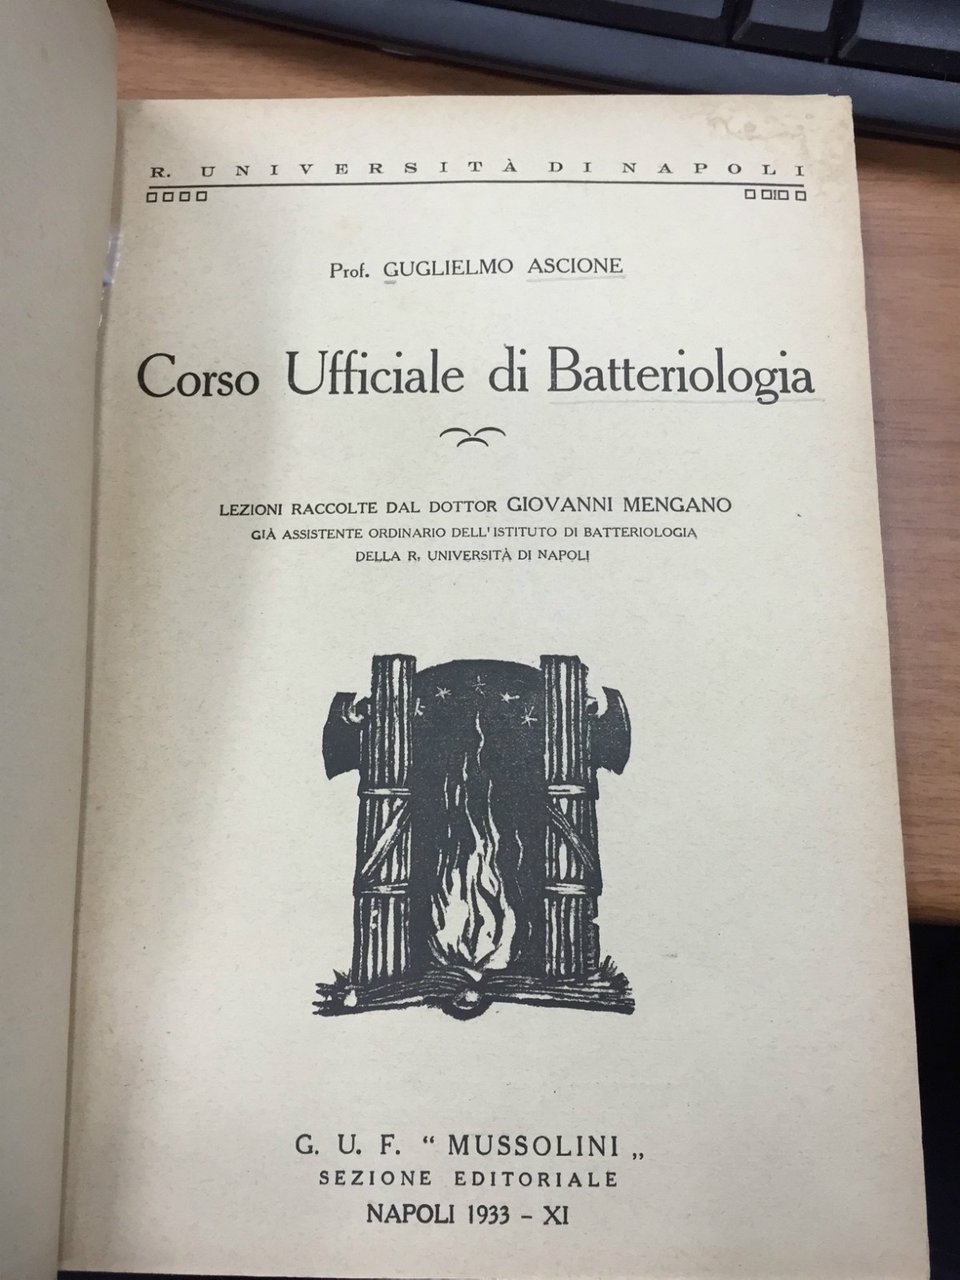 R. UNIVERSITÀ DI NAPOLI
Prof. GUGLIELMO ASCIONE
Corso Ufficiale di Batteriologia
LEZIONI RACCOLTE DAL DOTTOR GIOVANNI MENGANO
GIÀ ASSISTENTE ORDINARIO DELL'ISTITUTO DI BATTERIOLOGIA
DELLA R. UNIVERSITÀ DI NAPOLI
G. U. F. “ MUSSOLINI „
SEZIONE EDITORIALE
NAPOLI 1933 - XI